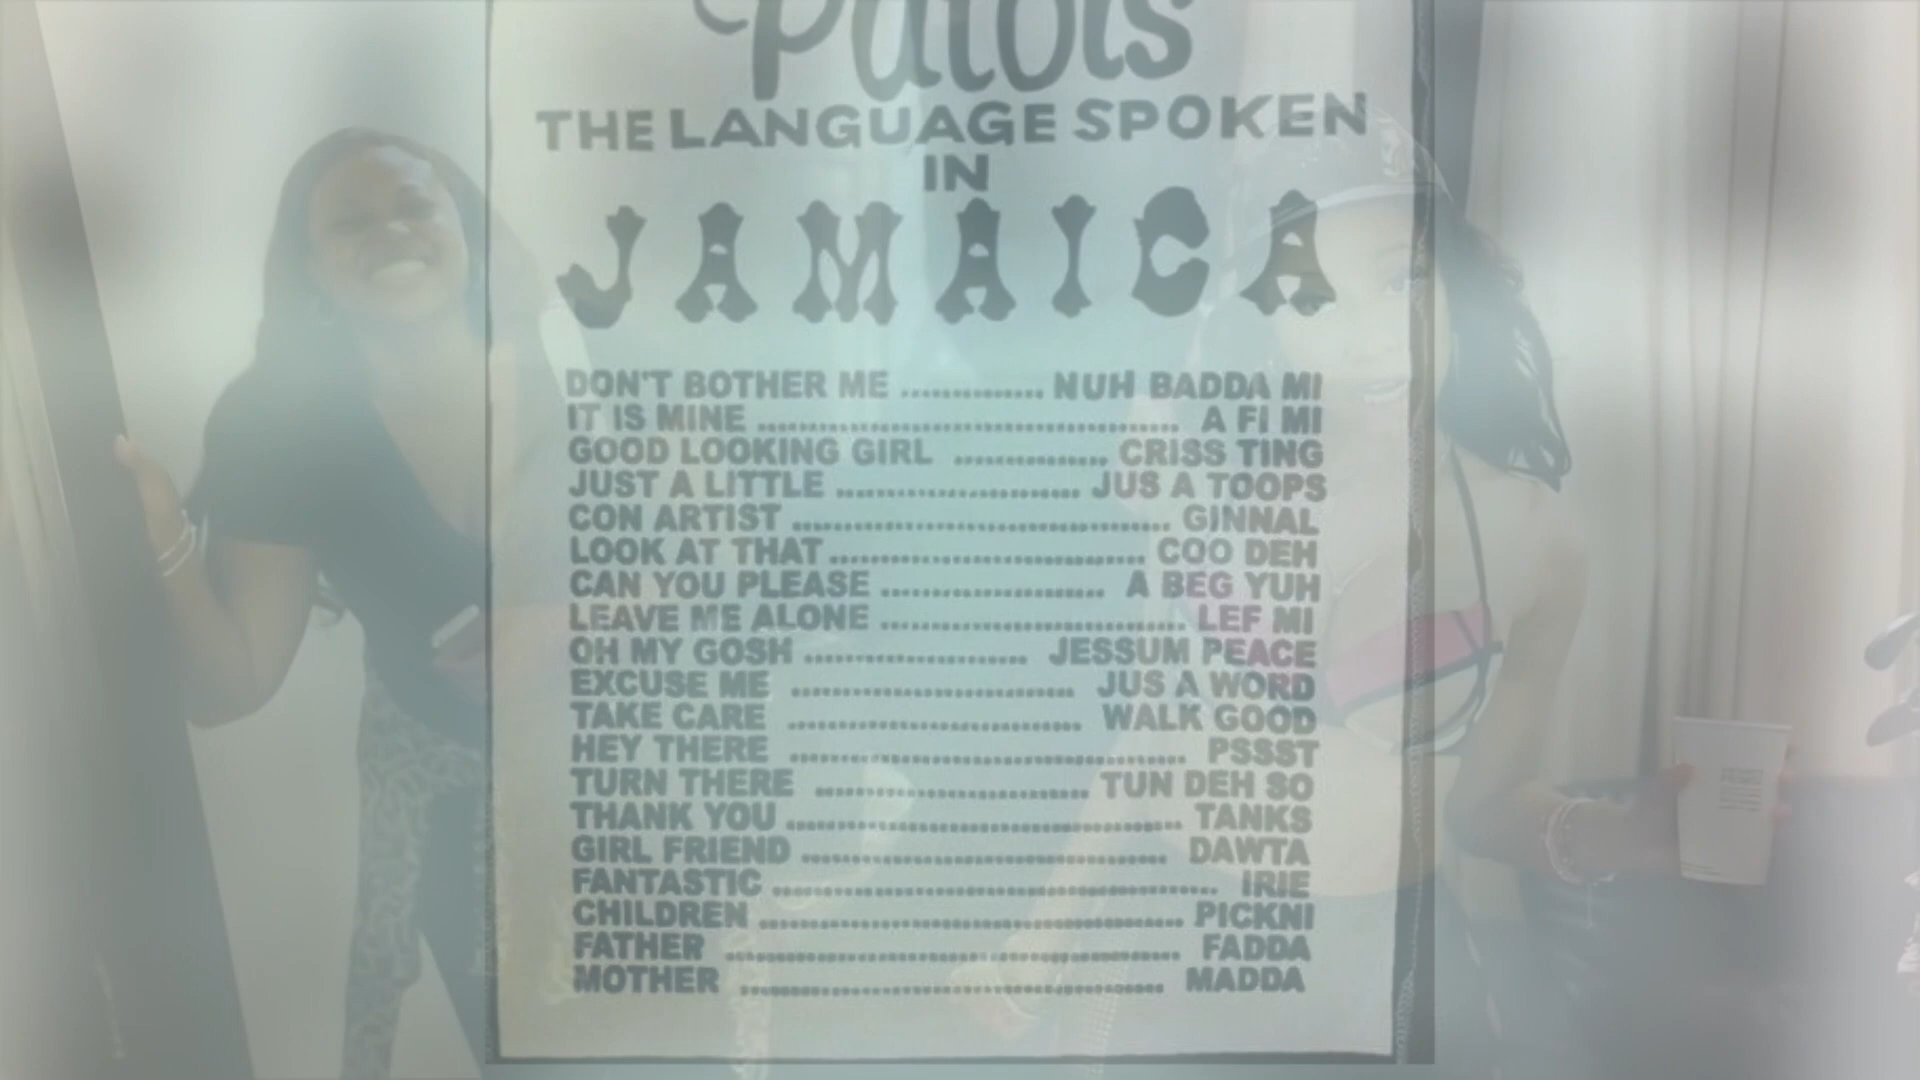 Patois
THE LANGUAGE SPOKEN
IN
JAMAICA
DON'T BOTHER ME ............. NUH BADDA MI
IT IS MINE ....................................... A FI MI
GOOD LOOKING GIRL .............. CRISS TING
JUST A LITTLE ....................... JUS A TOOPS
CON ARTIST ................................... GINNAL
LOOK AT THAT ............................. COO DEH
CAN YOU PLEASE ..................... A BEG YUH
LEAVE ME ALONE ............................ LEF MI
OH MY GOSH ..................... JESSUM PEACE
EXCUSE ME .......................... JUS A WORD
TAKE CARE ........................... WALK GOOD
HEY THERE ..................................... PSSST
TURN THERE ......................... TUN DEH SO
THANK YOU ..................................... TANKS
GIRL FRIEND .................................. DAWTA
FANTASTIC ......................................... IRIE
CHILDREN ....................................... PICKNI
FATHER .......................................... FADDA
MOTHER ....................................... MADDA